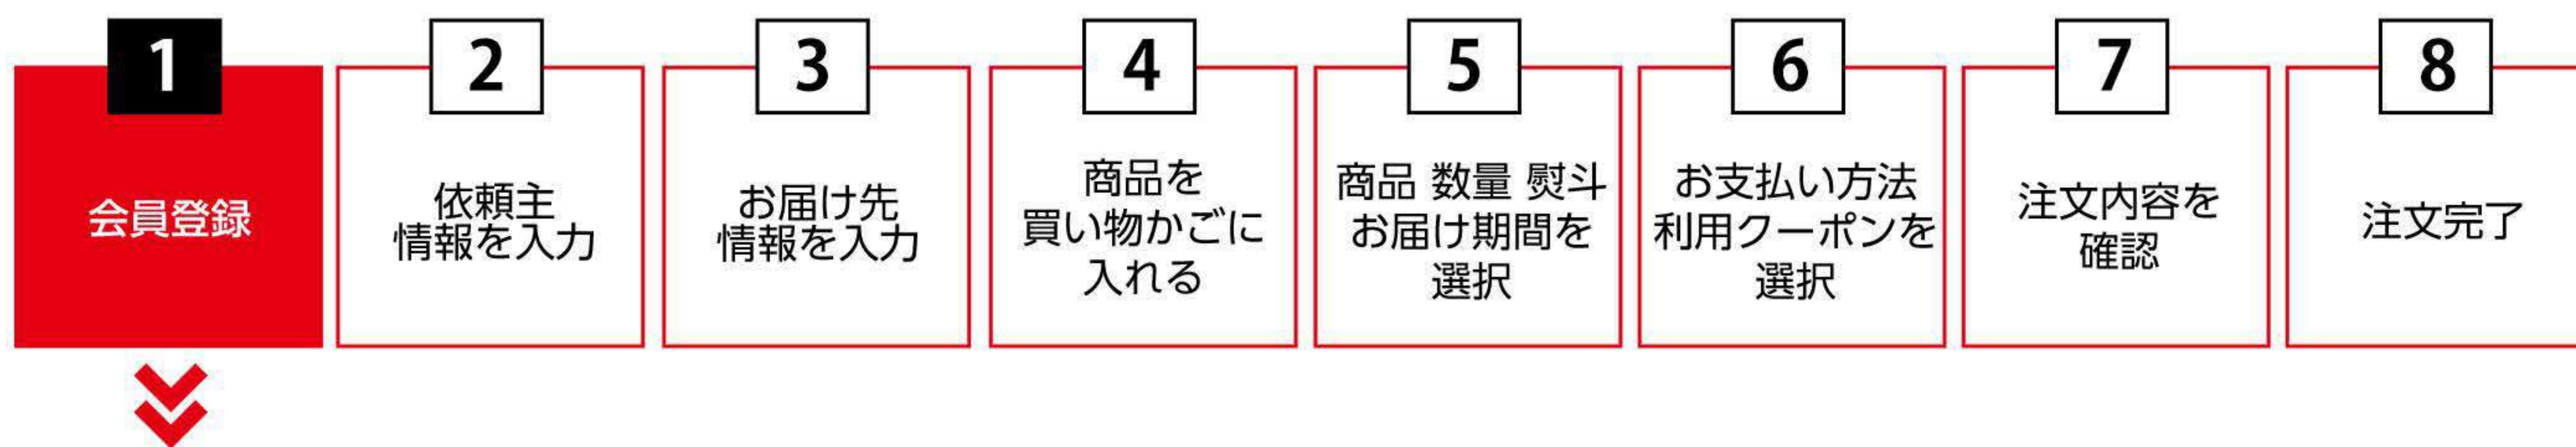 1
会員登録
2
依頼主
情報を入力
3
お届け先
情報を入力
4
商品を
買い物かごに
入れる
5
商品 数量 熨斗
お届け期間を
選択
6
お支払い方法
利用クーポンを
選択
7
注文内容を
確認
8
注文完了